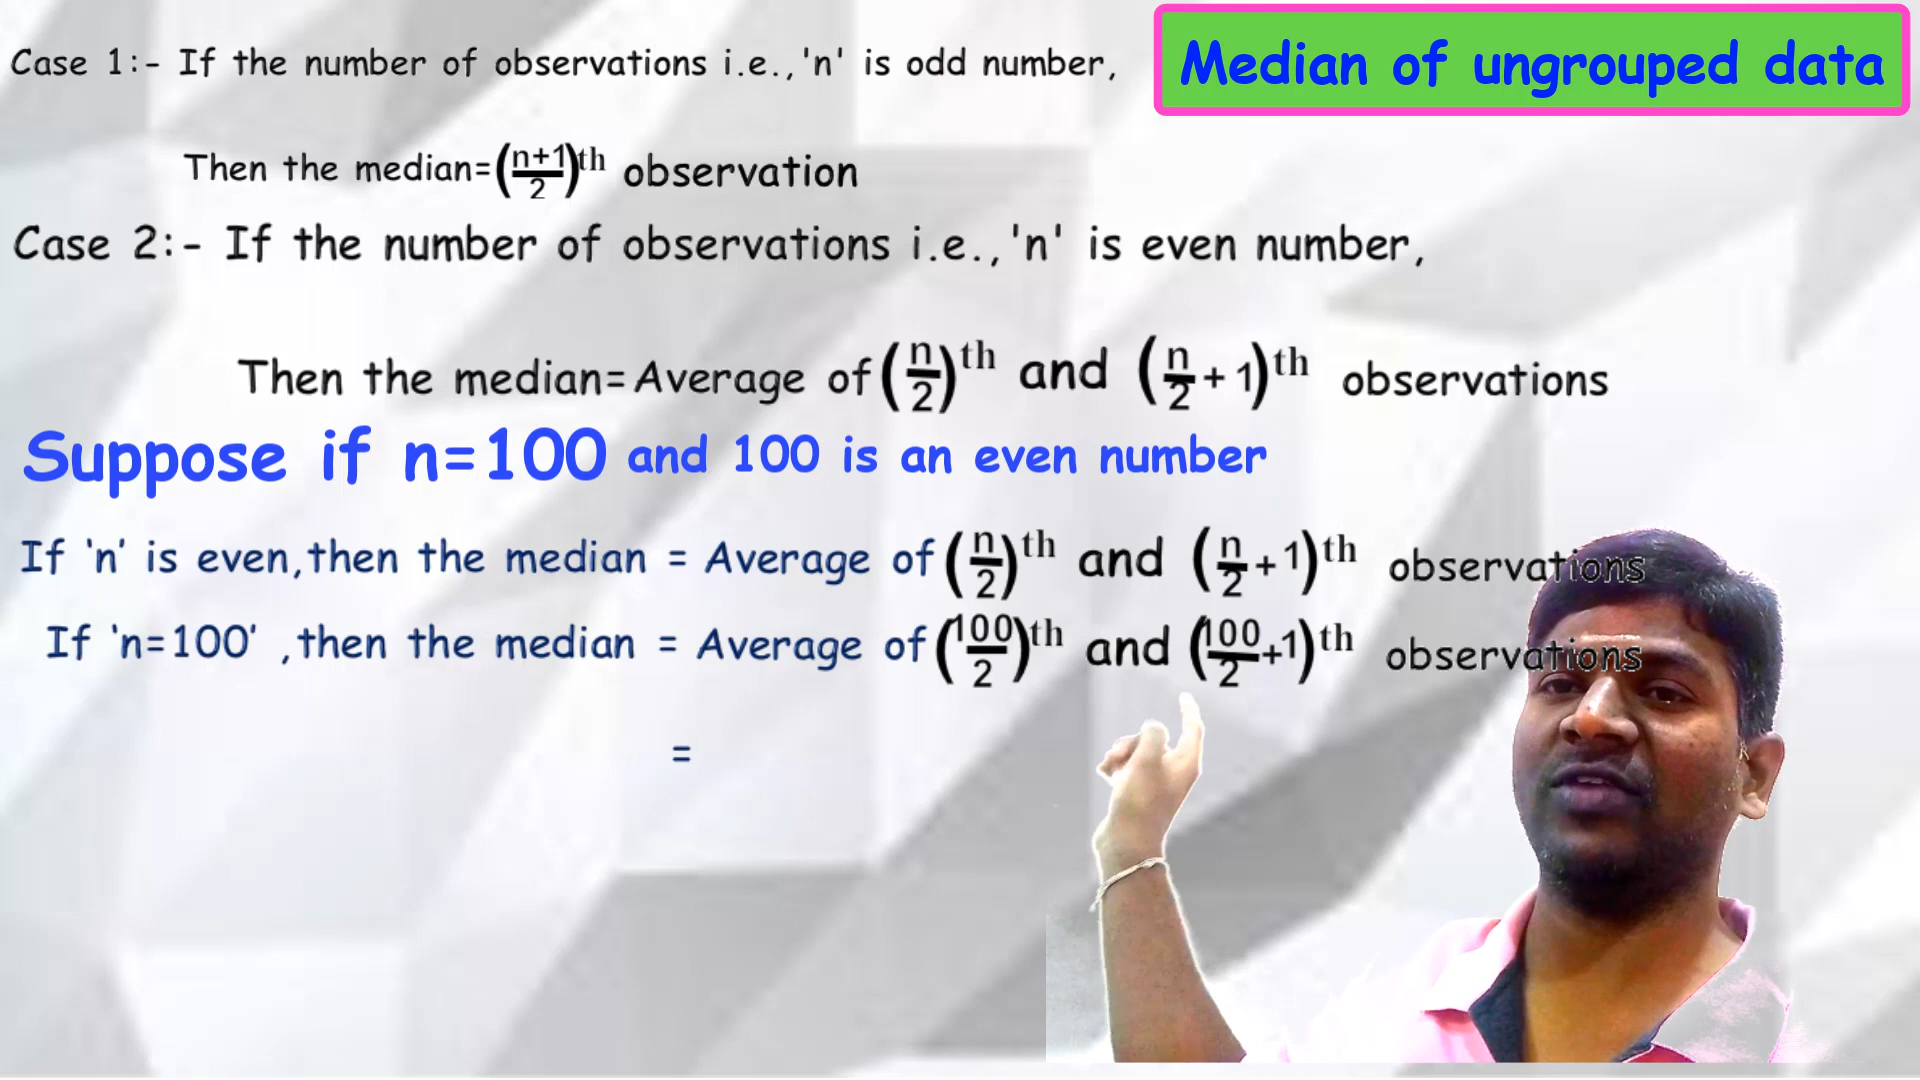 Median of ungrouped data
Case 1:- If the number of observations i.e.,'n' is odd number,
Then the median=(n+1/2)th observation
Case 2:- If the number of observations i.e.,'n' is even number,
Then the median=Average of (n/2)th and (n/2 + 1)th observations
Suppose if n=100 and 100 is an even number
If 'n' is even,then the median = Average of (n/2)th and (n/2 + 1)th observations
If 'n=100' ,then the median = Average of (100/2)th and (100/2+1)th observations
=